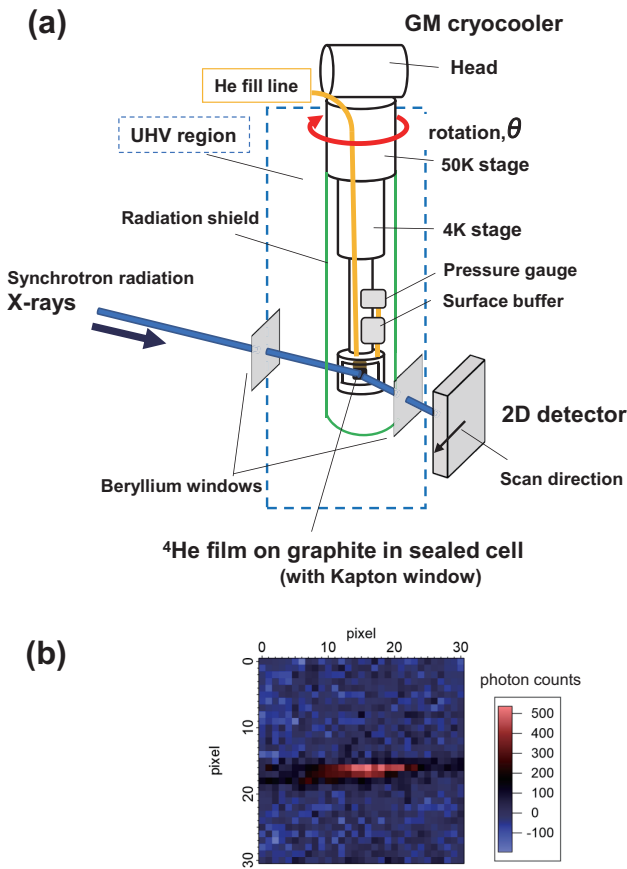 (a)
GM cryocooler
Head
He fill line
UHV region
rotation,θ
50K stage
Radiation shield
4K stage
Pressure gauge
Synchrotron radiation
X-rays
Surface buffer
2D detector
Scan direction
Beryllium windows
⁴He film on graphite in sealed cell
(with Kapton window)
(b)
pixel
0 10 20 30
photon counts
0
10
20
30
pixel
500
400
300
200
100
0
-100